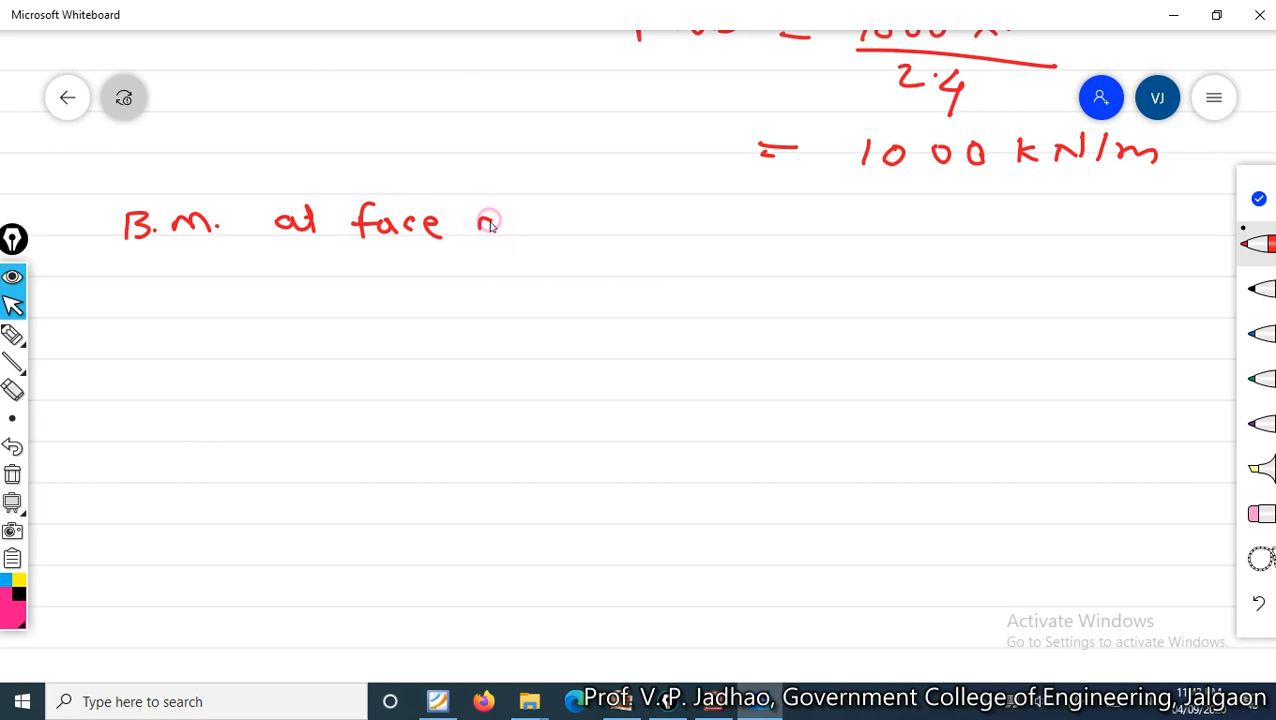 Microsoft Whiteboard
=
2.4
VJ
= 1000 kN/m
B.M. at face
Activate Windows
Go to Settings to activate Windows.
Type here to search
Prof. V. P. Jadhao, Government College of Engineering, Jalgaon